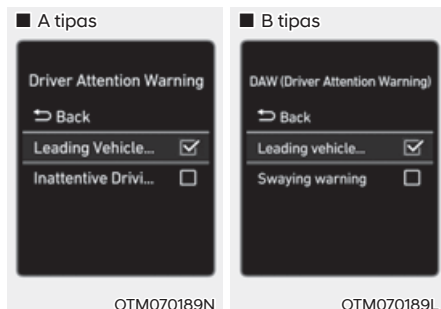 ■ A tipas
Driver Attention Warning
Back
Leading Vehicle...
Inattentive Drivi...
OTM070189N
■ B tipas
DAW (Driver Attention Warning)
Back
Leading vehicle...
Swaying warning
OTM070189L